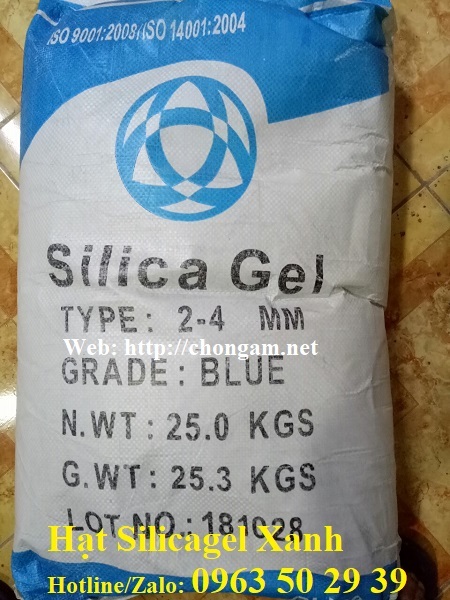 ISO 9001:2008/ISO 14001:2004
Silica Gel
TYPE: 2-4 MM
Web: http://chongam.net
GRADE: BLUE
N.WT: 25.0 KGS
G.WT: 25.3 KGS
LOT NO.: 181028
Hạt Silicagel Xanh
Hotline/Zalo: 0963 50 29 39